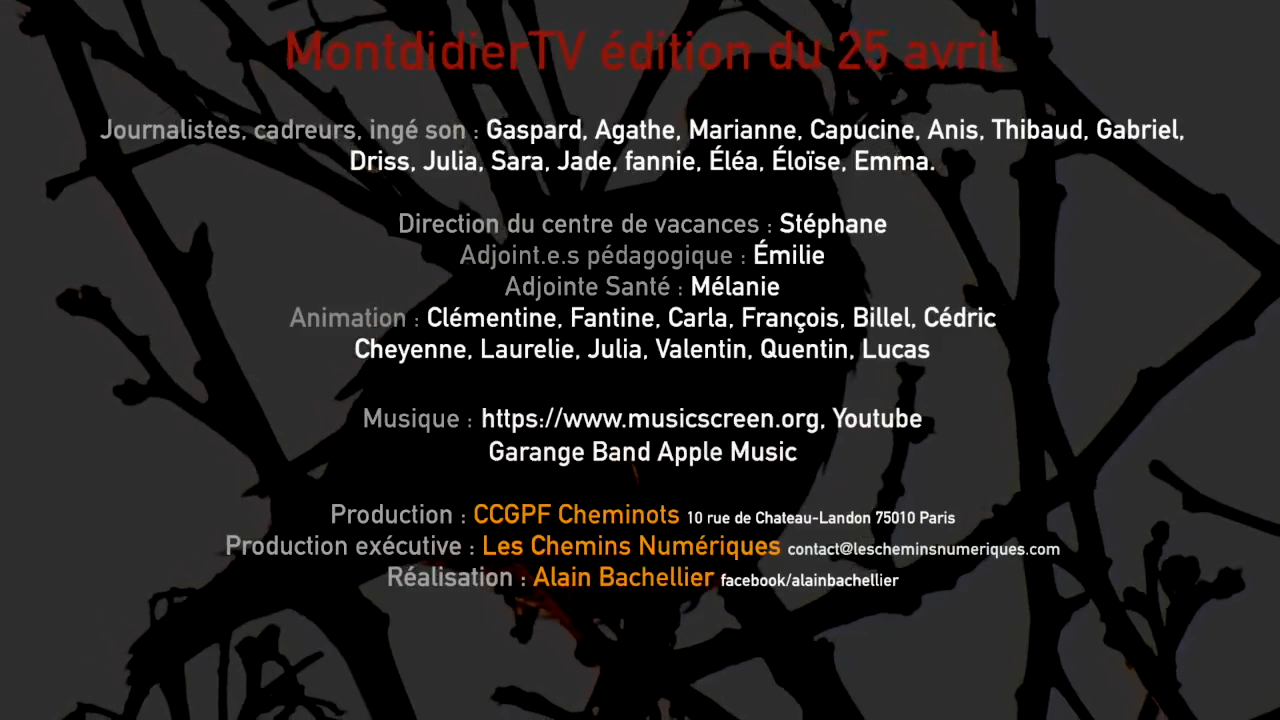 MontdidierTV édition du 25 avril
Journalistes, cadreurs, ingé son : Gaspard, Agathe, Marianne, Capucine, Anis, Thibaud, Gabriel,
Driss, Julia, Sara, Jade, fannie, Éléa, Éloïse, Emma.
Direction du centre de vacances : Stéphane
Adjoint.e.s pédagogique : Émilie
Adjointe Santé : Mélanie
Animation : Clémentine, Fantine, Carla, François, Billel, Cédric
Cheyenne, Laurelie, Julia, Valentin, Quentin, Lucas
Musique : https://www.musicscreen.org, Youtube
Garange Band Apple Music
Production : CCGPF Cheminots 10 rue de Chateau-Landon 75010 Paris
Production exécutive : Les Chemins Numériques contact@lescheminsnumeriques.com
Réalisation : Alain Bachellier facebook/alainbachellier